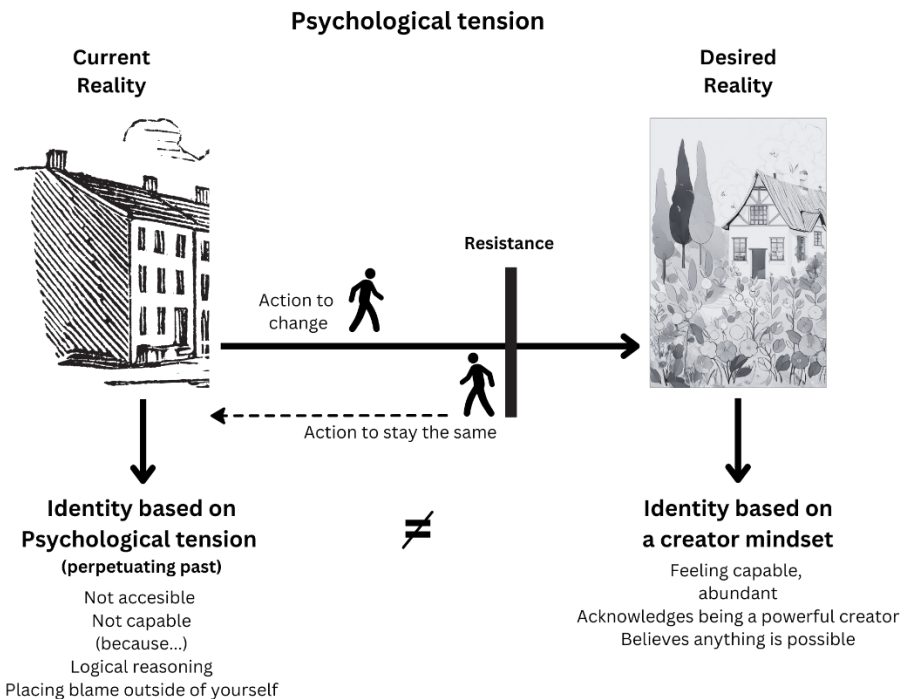 Psychological tension
Current
Reality
Desired
Reality
Resistance
Action to
change
Action to stay the same
Identity based on
Psychological tension
(perpetuating past)
Not accesible
Not capable
(because...)
Logical reasoning
Placing blame outside of yourself
≠
Identity based on
a creator mindset
Feeling capable,
abundant
Acknowledges being a powerful creator
Believes anything is possible